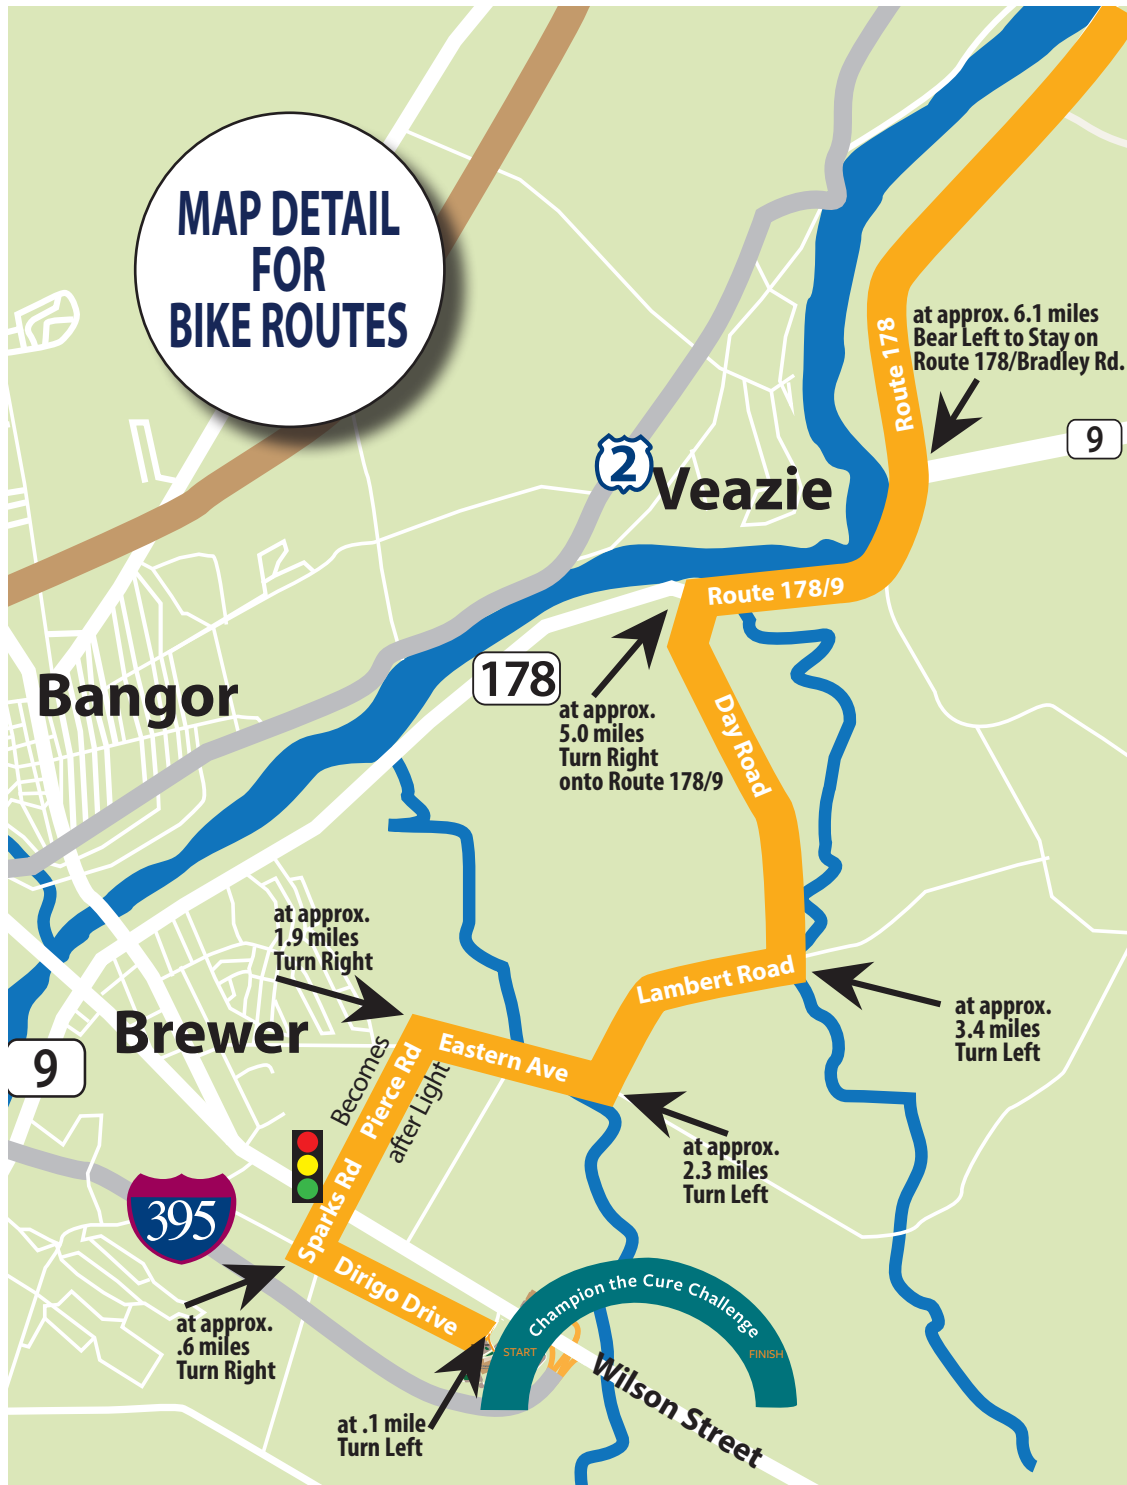 MAP DETAIL
FOR
BIKE ROUTES
at approx. 6.1 miles
Bear Left to Stay on
Route 178/Bradley Rd.
Route 178
9
2
Veazie
Route 178/9
178
Bangor
at approx.
5.0 miles
Turn Right
onto Route 178/9
Day Road
at approx.
1.9 miles
Turn Right
Lambert Road
at approx.
3.4 miles
Turn Left
Brewer
9
Eastern Ave
Becomes
Pierce Rd
after Light
at approx.
2.3 miles
Turn Left
395
Sparks Rd
Dirigo Drive
Champion the Cure Challenge
START
FINISH
at approx.
.6 miles
Turn Right
Wilson Street
at .1 mile
Turn Left